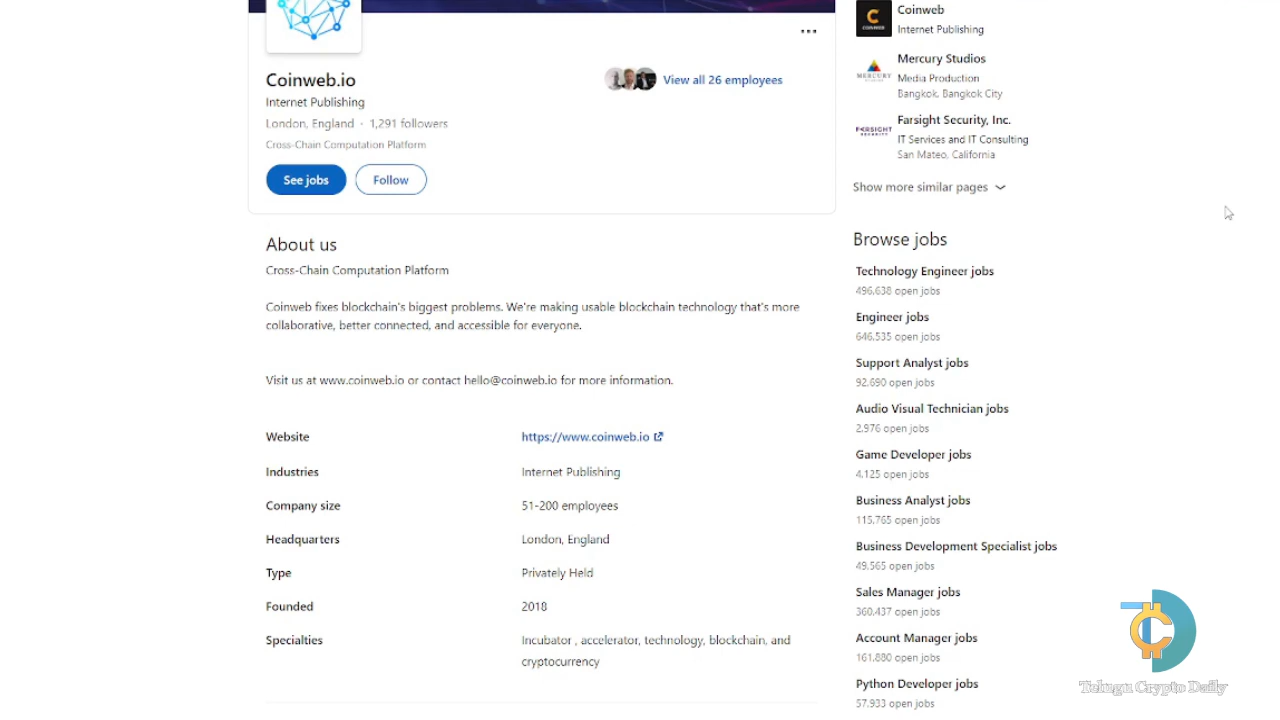 Coinweb.io
Internet Publishing
London, England · 1,291 followers
Cross-Chain Computation Platform
View all 26 employees
See jobs
Follow
About us
Cross-Chain Computation Platform
Coinweb fixes blockchain's biggest problems. We're making usable blockchain technology that's more
collaborative, better connected, and accessible for everyone.
Visit us at www.coinweb.io or contact hello@coinweb.io for more information.
Website
https://www.coinweb.io
Industries
Internet Publishing
Company size
51-200 employees
Headquarters
London, England
Type
Privately Held
Founded
2018
Specialties
Incubator , accelerator, technology, blockchain, and
cryptocurrency
COINWEB
Coinweb
Internet Publishing
MERCURY
Mercury Studios
Media Production
Bangkok, Bangkok City
FARSIGHT
SECURITY
Farsight Security, Inc.
IT Services and IT Consulting
San Mateo, California
Show more similar pages
Browse jobs
Technology Engineer jobs
496,638 open jobs
Engineer jobs
646,535 open jobs
Support Analyst jobs
92,690 open jobs
Audio Visual Technician jobs
2,976 open jobs
Game Developer jobs
4,125 open jobs
Business Analyst jobs
115,765 open jobs
Business Development Specialist jobs
49,565 open jobs
Sales Manager jobs
360,437 open jobs
Account Manager jobs
161,880 open jobs
Python Developer jobs
57,933 open jobs
Telugu Crypto Daily